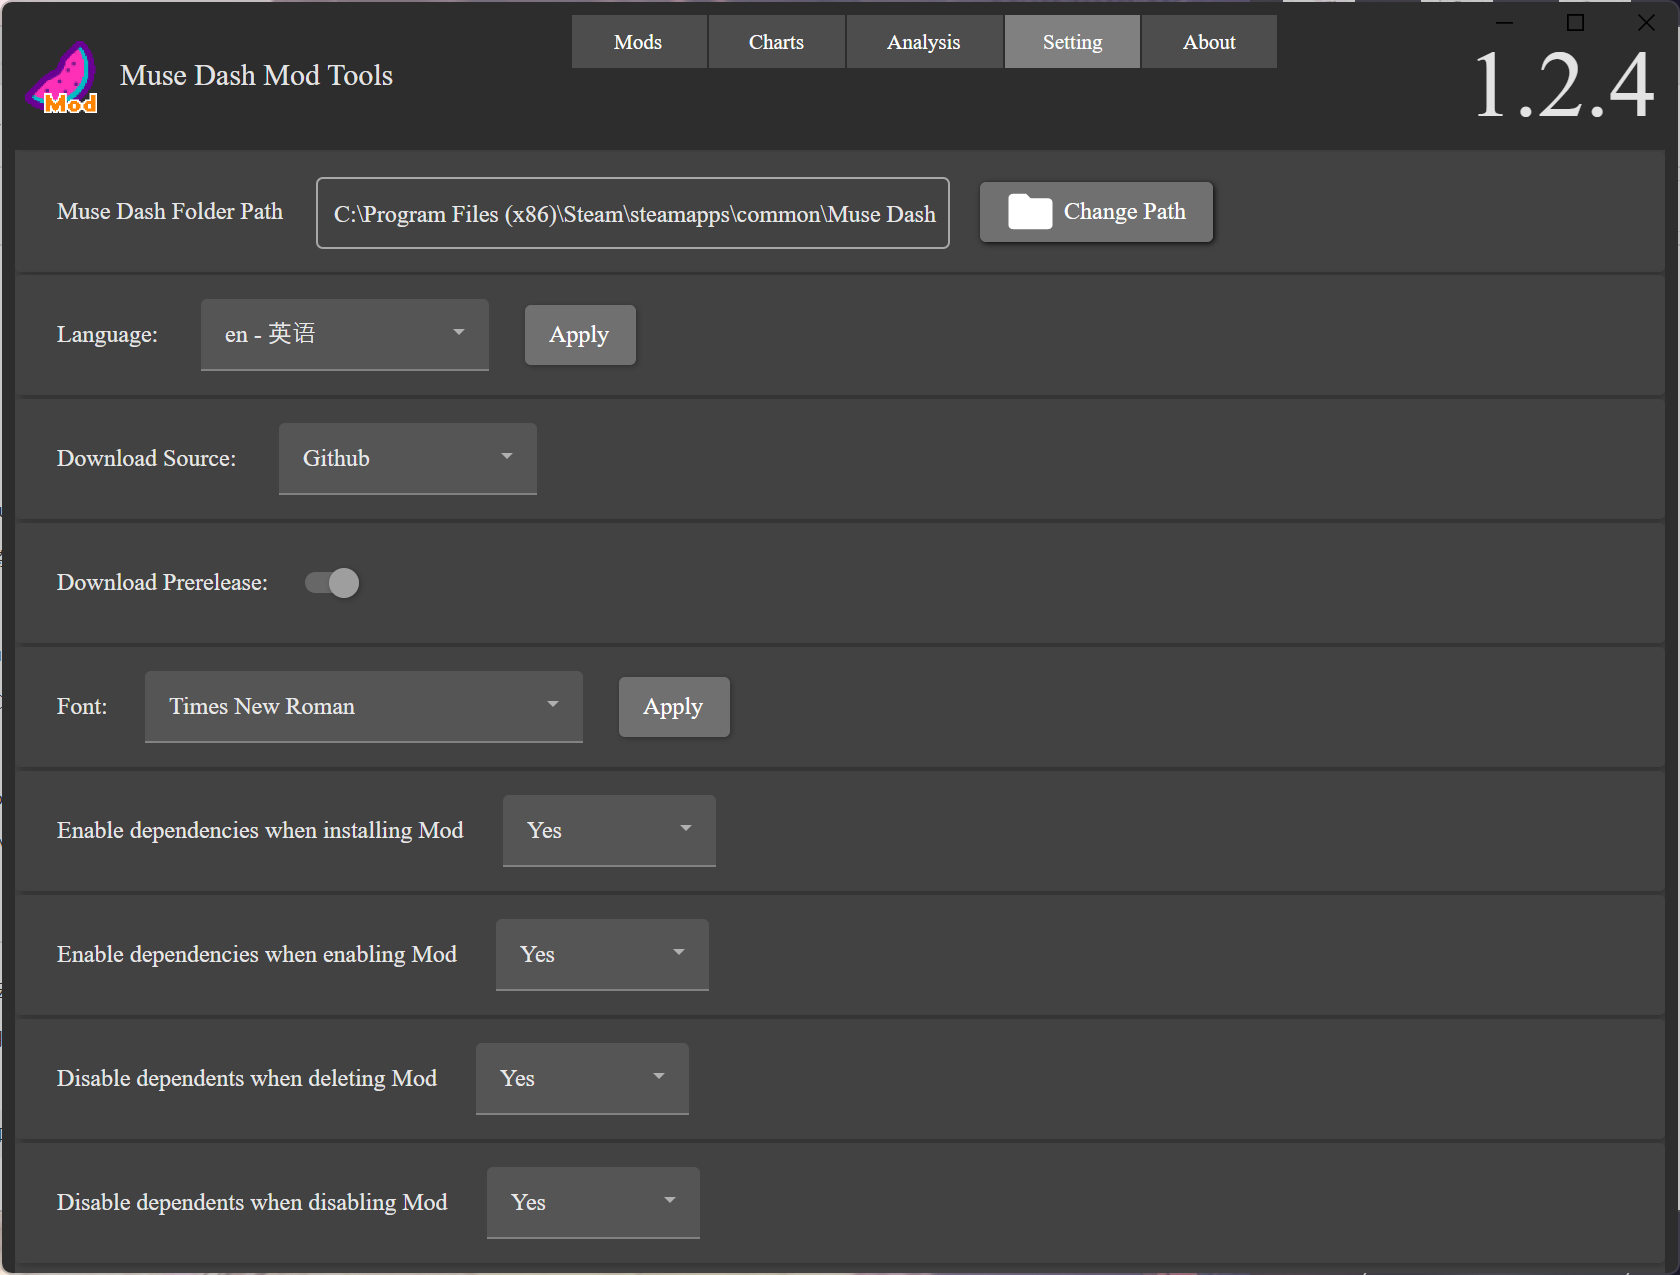 Mods
Charts
Analysis
Setting
About
Mod
Muse Dash Mod Tools
1.2.4
Muse Dash Folder Path
C:\Program Files (x86)\Steam\steamapps\common\Muse Dash
Change Path
Language:
en - 英语
Apply
Download Source:
Github
Download Prerelease:
Font:
Times New Roman
Apply
Enable dependencies when installing Mod
Yes
Enable dependencies when enabling Mod
Yes
Disable dependents when deleting Mod
Yes
Disable dependents when disabling Mod
Yes